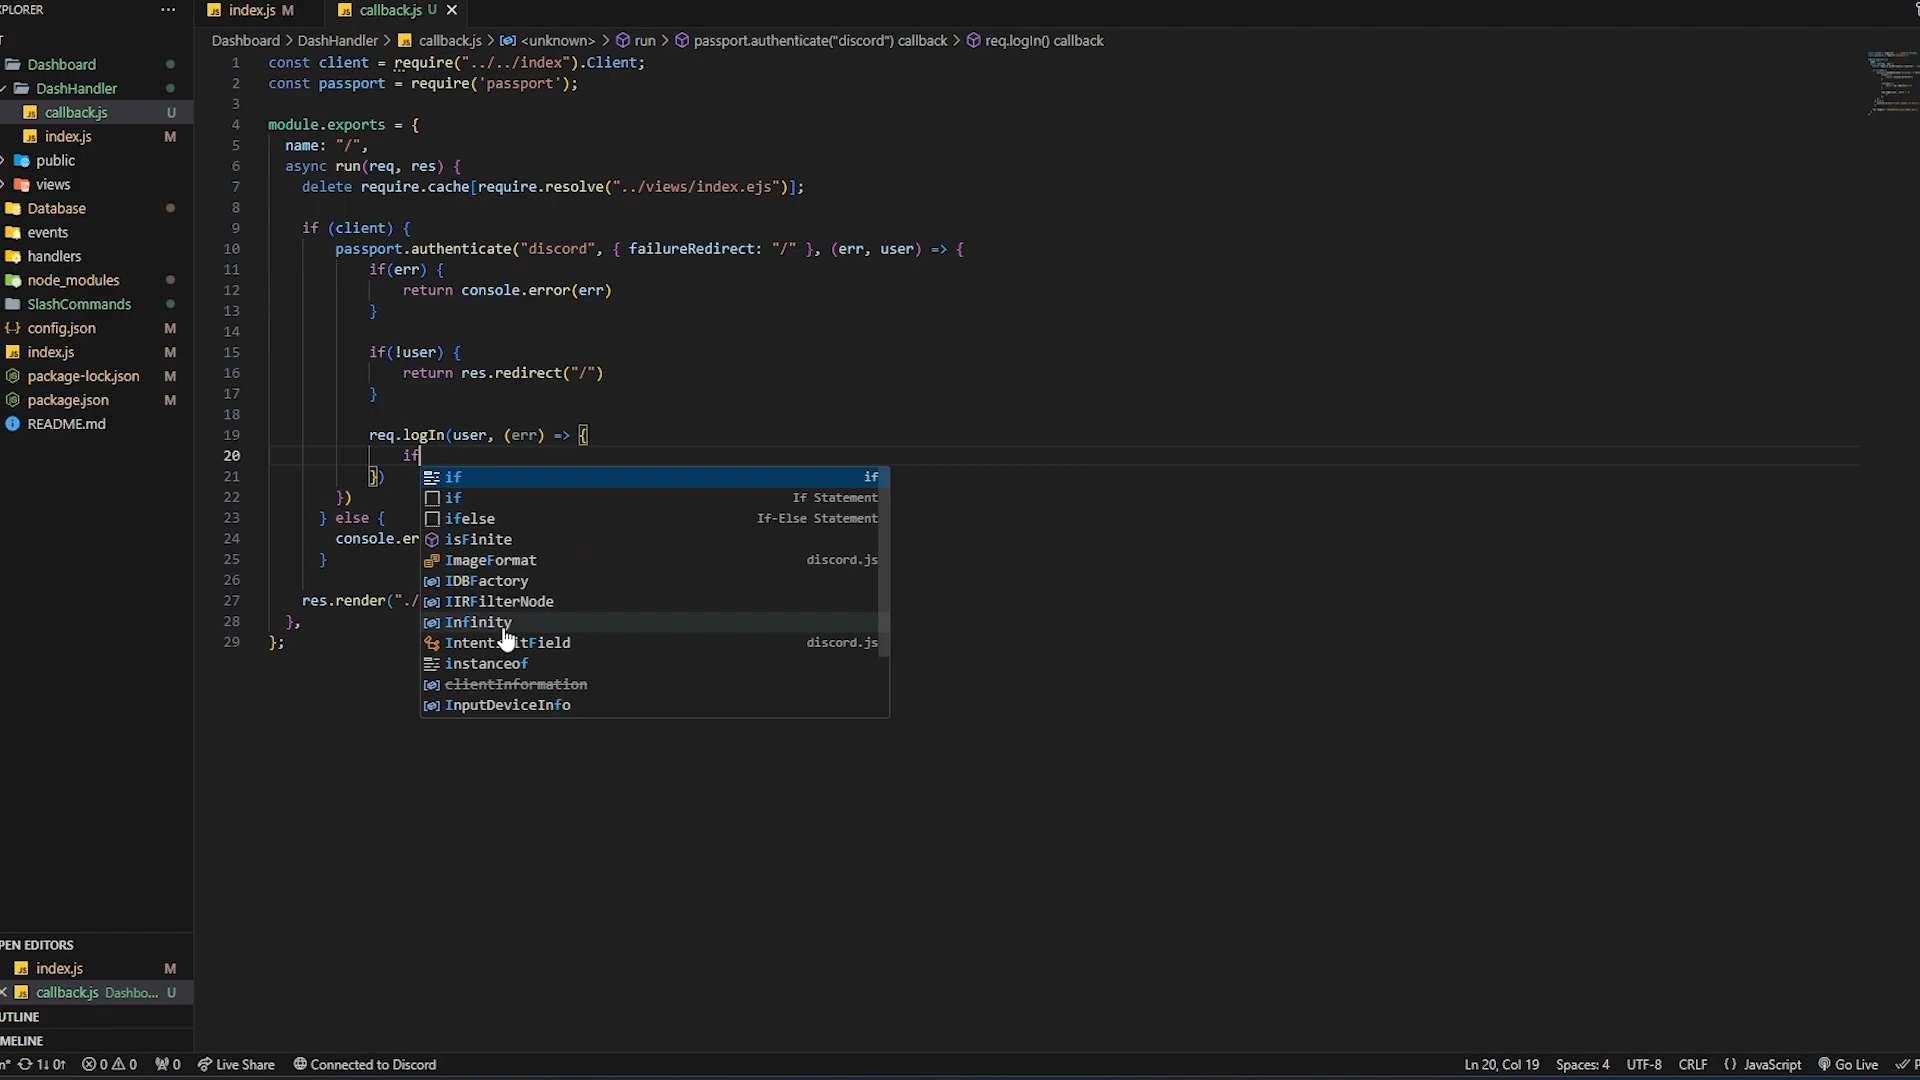 XPLORER ···
T
Dashboard
DashHandler
callback.js U
index.js M
public
views
Database
events
handlers
node_modules
SlashCommands
config.json M
index.js M
package-lock.json M
package.json M
README.md
PEN EDITORS
index.js M
callback.js Dashbo... U
UTLINE
MELINE
index.js M
callback.js U
Dashboard > DashHandler > callback.js > <unknown> > run > passport.authenticate("discord") callback > req.logIn() callback
1 const client = require("../../index").Client;
2 const passport = require('passport');
3
4 module.exports = {
5 name: "/",
6 async run(req, res) {
7 delete require.cache[require.resolve("../views/index.ejs")];
8
9 if (client) {
10 passport.authenticate("discord", { failureRedirect: "/" }, (err, user) => {
11 if(err) {
12 return console.error(err)
13 }
14
15 if(!user) {
16 return res.redirect("/")
17 }
18
19 req.logIn(user, (err) => {
20 if
21 })
22 })
23 } else {
24 console.er
25 }
26
27 res.render("./
28 },
29 };
if if
if If Statement
ifelse If-Else Statement
isFinite
ImageFormat discord.js
IDBFactory
IIRFilterNode
Infinity
IntentsBitField discord.js
instanceof
clientInformation
InputDeviceInfo
n* 1↓ 0↑ 0 0 0 Live Share Connected to Discord Ln 20, Col 19 Spaces: 4 UTF-8 CRLF {} JavaScript Go Live P